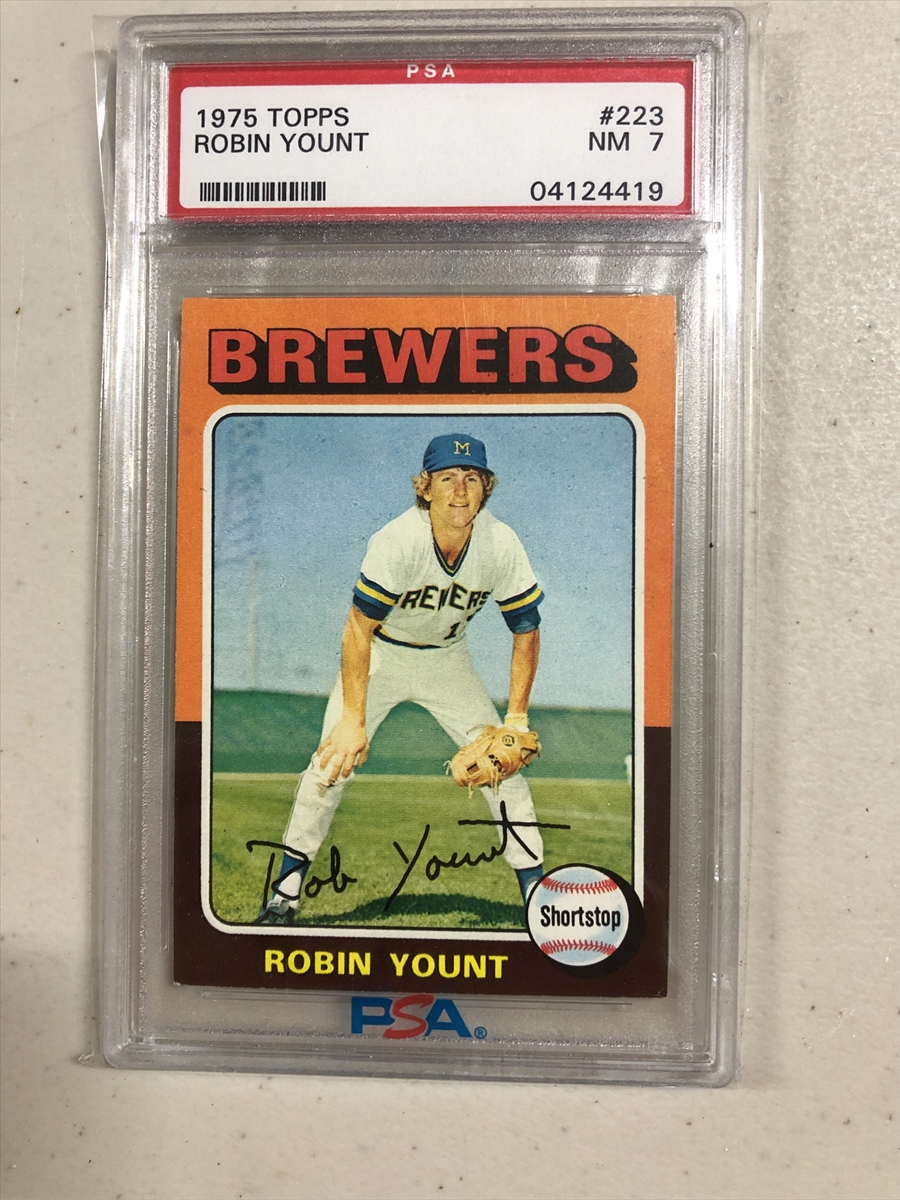 PSA
1975 TOPPS #223
ROBIN YOUNT NM 7
04124419
BREWERS
M
BREWERS
Rob Yount
Shortstop
ROBIN YOUNT
PSA®